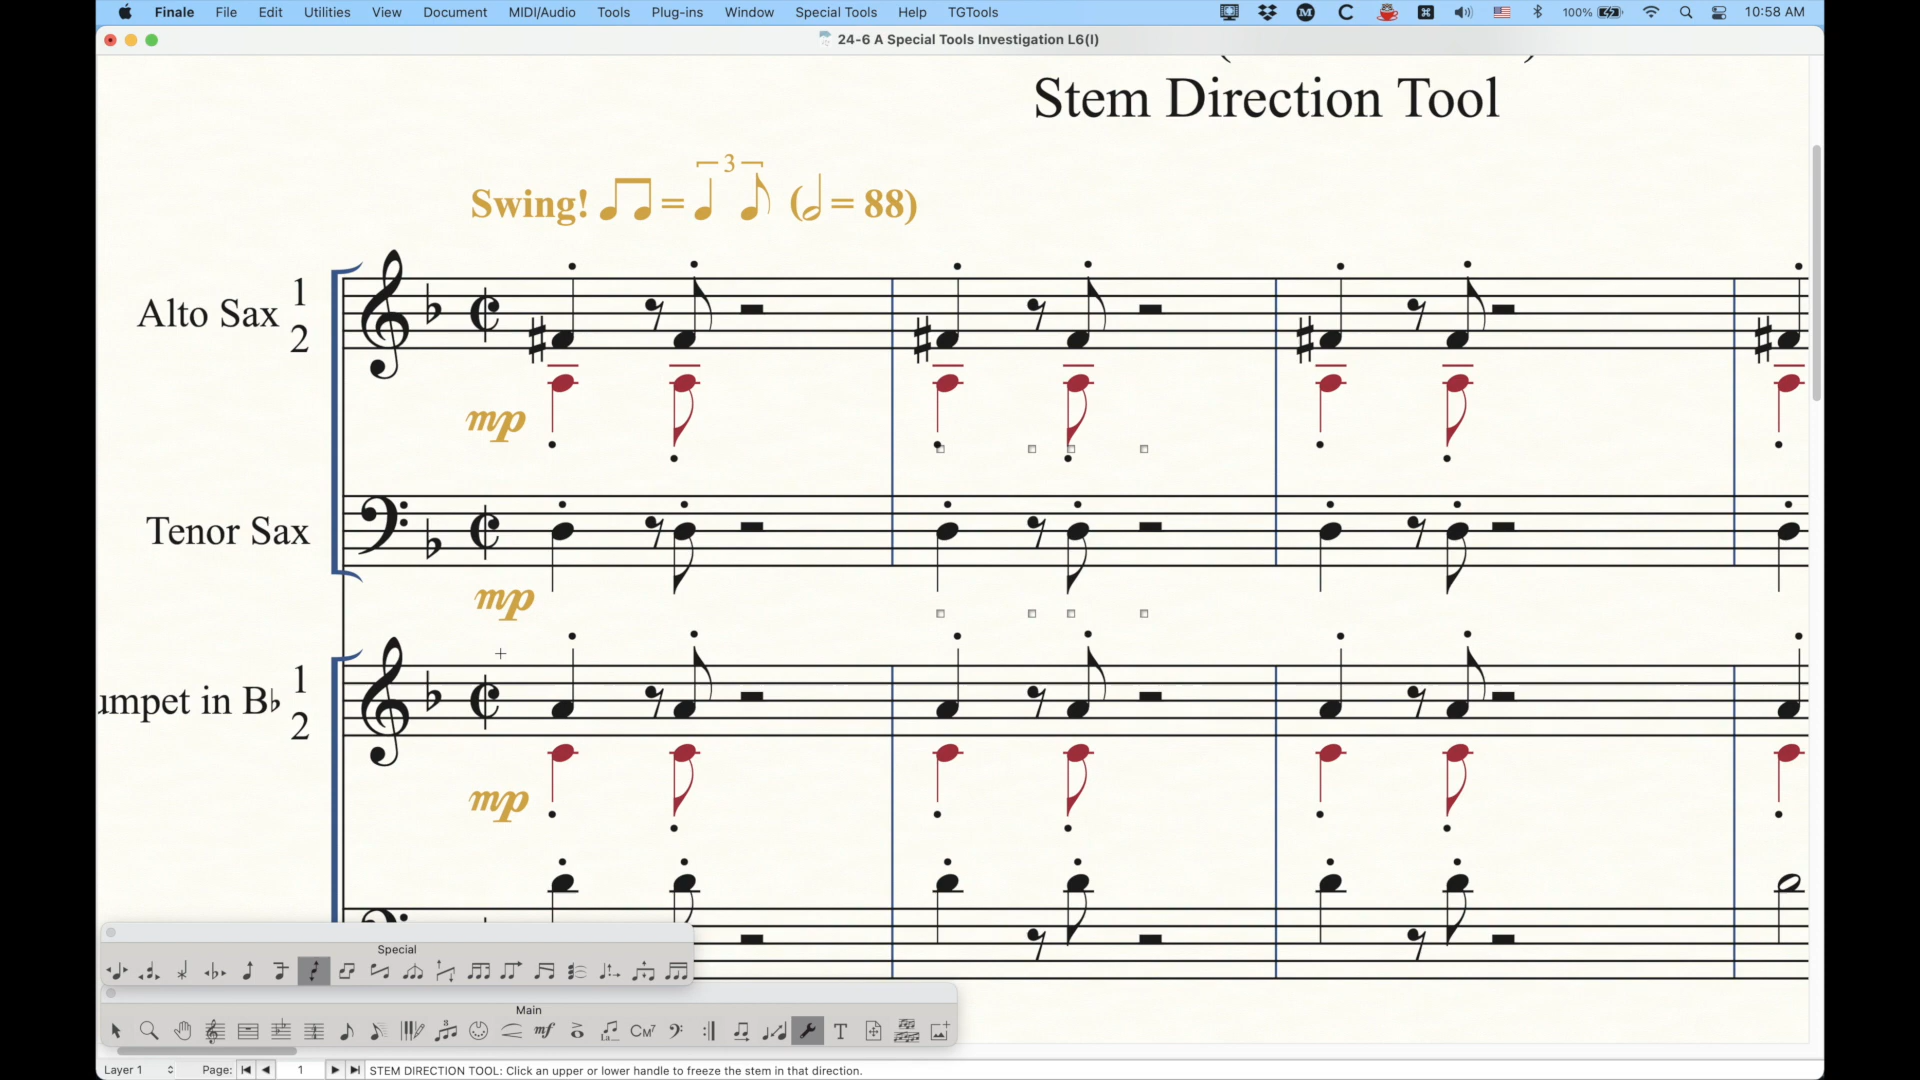 Finale File Edit Utilities View Document MIDI/Audio Tools Plug-ins Window Special Tools Help TGTools 100% 10:58 AM
24-6 A Special Tools Investigation L6(I)
Stem Direction Tool
3
Swing! = ( = 88)
Alto Sax 1
2
mp
Tenor Sax
mp
umpet in B♭ 1
2
mp
Special
Main
mf CM7 T
Layer 1 Page: 1 STEM DIRECTION TOOL: Click an upper or lower handle to freeze the stem in that direction.